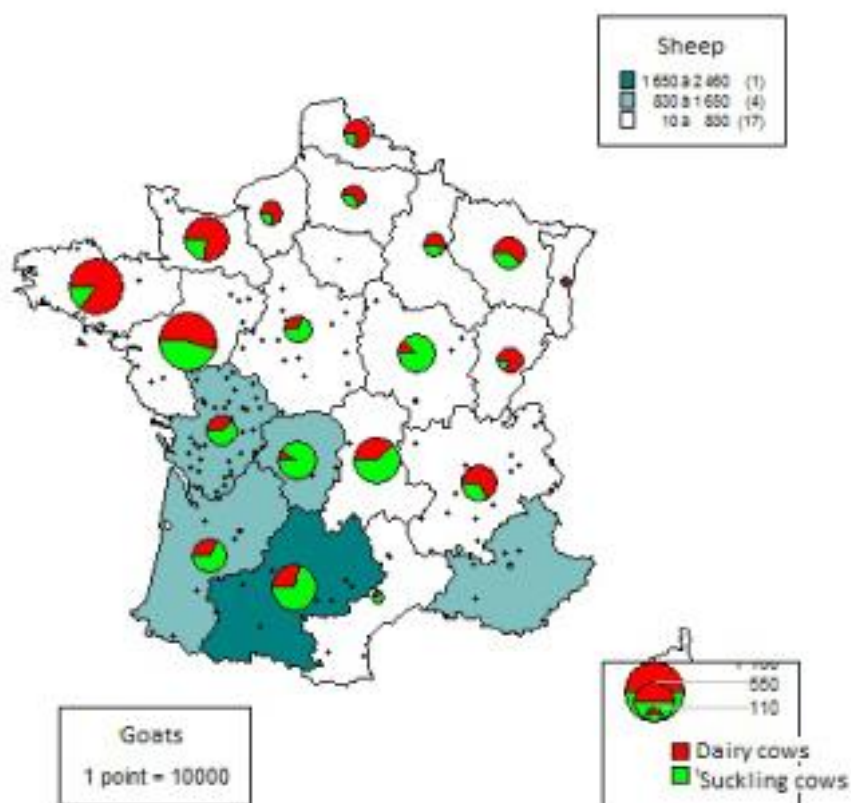 Sheep
1 650 à 2 460 (1)
830 à 1 650 (4)
10 à 830 (17)
550
110
Dairy cows
Suckling cows
Goats
1 point = 10000